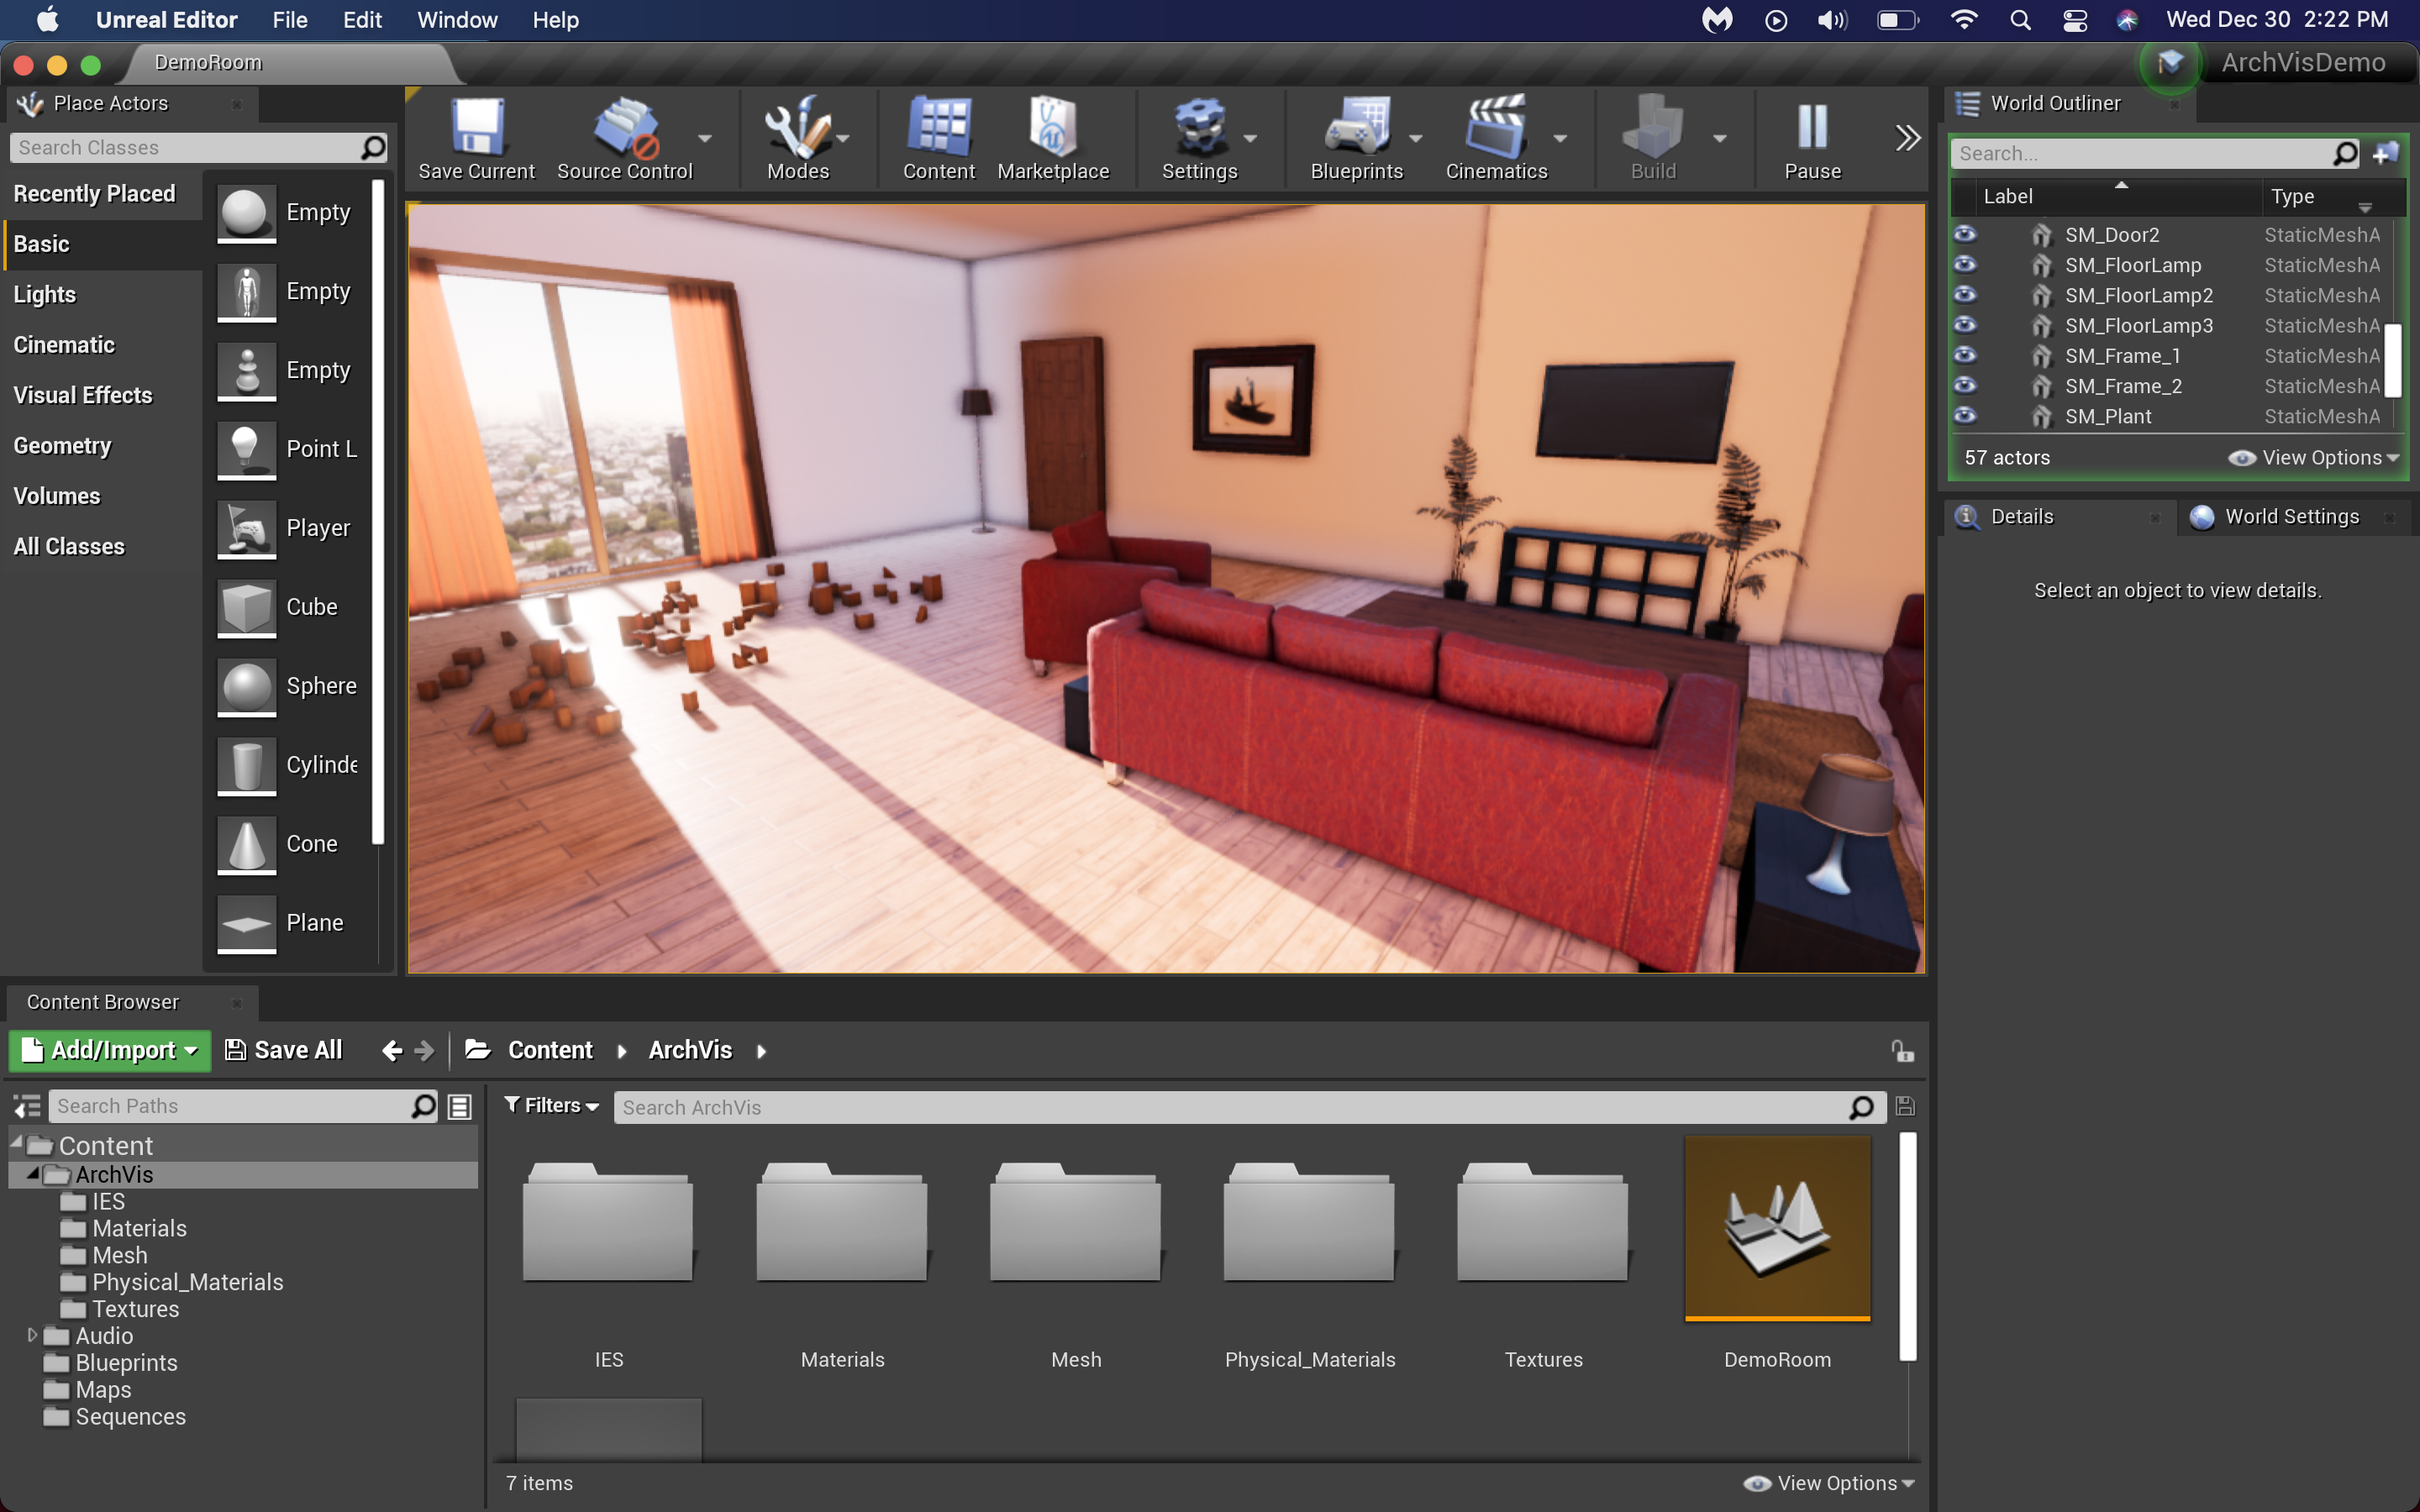 Unreal Editor File Edit Window Help Wed Dec 30 2:22 PM
DemoRoom
ArchVisDemo
Place Actors
Search Classes
Recently Placed
Basic
Lights
Cinematic
Visual Effects
Geometry
Volumes
All Classes
Empty
Empty
Empty
Point L
Player
Cube
Sphere
Cylinde
Cone
Plane
Save Current
Source Control
Modes
Content
Marketplace
Settings
Blueprints
Cinematics
Build
Pause
World Outliner
Search...
Label Type
SM_Door2 StaticMeshA
SM_FloorLamp StaticMeshA
SM_FloorLamp2 StaticMeshA
SM_FloorLamp3 StaticMeshA
SM_Frame_1 StaticMeshA
SM_Frame_2 StaticMeshA
SM_Plant StaticMeshA
57 actors View Options
Details World Settings
Select an object to view details.
Content Browser
Add/Import Save All Content ArchVis
Search Paths
Content
ArchVis
IES
Materials
Mesh
Physical_Materials
Textures
Audio
Blueprints
Maps
Sequences
Filters Search ArchVis
IES Materials Mesh Physical_Materials Textures DemoRoom
7 items View Options